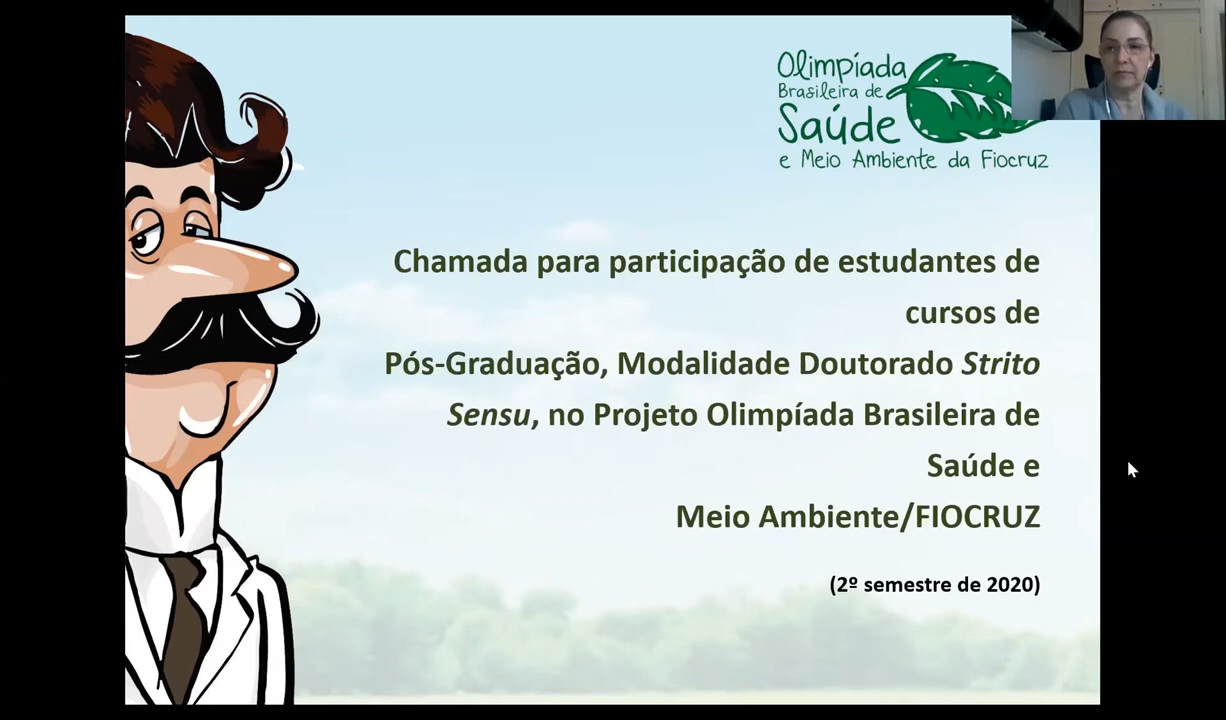 Olimpíada
Brasileira de
Saúde
e Meio Ambiente da Fiocruz
Chamada para participação de estudantes de
cursos de
Pós-Graduação, Modalidade Doutorado Strito
Sensu, no Projeto Olimpíada Brasileira de
Saúde e
Meio Ambiente/FIOCRUZ
(2º semestre de 2020)